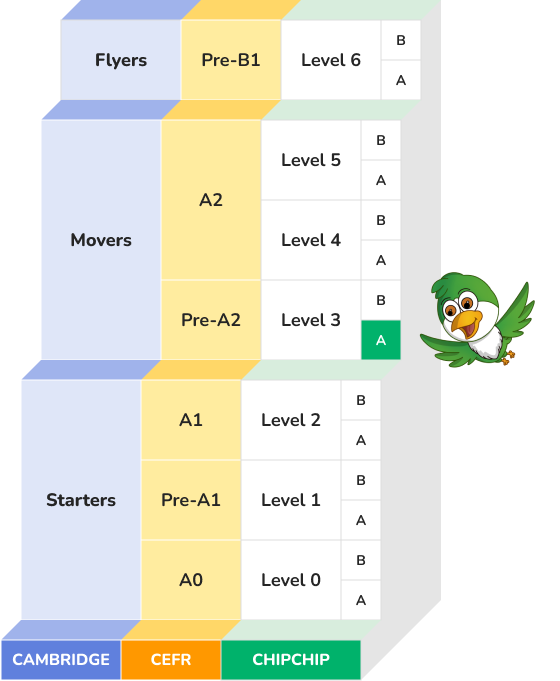 Flyers
Pre-B1
Level 6
B
A
Movers
A2
Level 5
B
A
Level 4
B
A
Pre-A2
Level 3
B
A
Starters
A1
Level 2
B
A
Pre-A1
Level 1
B
A
A0
Level 0
B
A
CAMBRIDGE CEFR CHIPCHIP